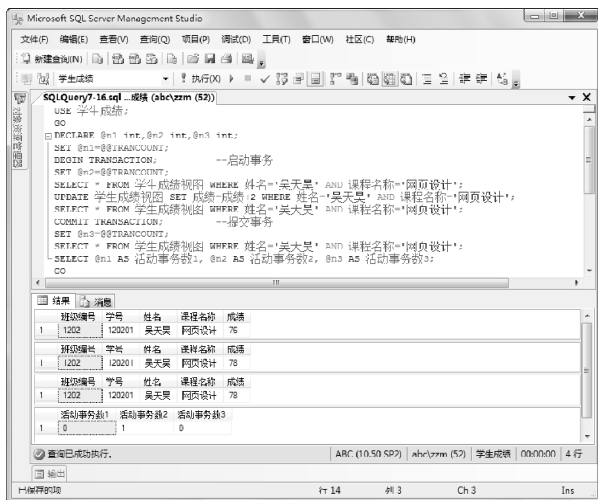 Microsoft SQL Server Management Studio
文件(F) 编辑(E) 查看(V) 查询(Q) 项目(P) 调试(D) 工具(T) 窗口(W) 社区(C) 帮助(H)
新建查询(N)
学生成绩 执行(X)
对象资源管理器
SQLQuery7-16.sql ...成绩 (abc\zzm (52))
USE 学生成绩;
GO
DECLARE @n1 int,@n2 int,@n3 int;
SET @n1=@@TRANCOUNT;
BEGIN TRANSACTION; --启动事务
SET @n2=@@TRANCOUNT;
SELECT * FROM 学生成绩视图 WHERE 姓名='吴天昊' AND 课程名称='网页设计';
UPDATE 学生成绩视图 SET 成绩=成绩+2 WHERE 姓名='吴天昊' AND 课程名称='网页设计';
SELECT * FROM 学生成绩视图 WHERE 姓名='吴天昊' AND 课程名称='网页设计';
COMMIT TRANSACTION; --提交事务
SET @n3=@@TRANCOUNT;
SELECT * FROM 学生成绩视图 WHERE 姓名='吴天昊' AND 课程名称='网页设计';
SELECT @n1 AS 活动事务数1, @n2 AS 活动事务数2, @n3 AS 活动事务数3;
GO
结果 消息
班级编号 学号 姓名 课程名称 成绩
1 1202 120201 吴天昊 网页设计 76
班级编号 学号 姓名 课程名称 成绩
1 1202 120201 吴天昊 网页设计 78
班级编号 学号 姓名 课程名称 成绩
1 1202 120201 吴天昊 网页设计 78
活动事务数1 活动事务数2 活动事务数3
1 0 1 0
查询已成功执行。 ABC (10.50 SP2) abc\zzm (52) 学生成绩 00:00:00 4 行
输出
已保存的项 行 14 列 3 Ch 3 Ins